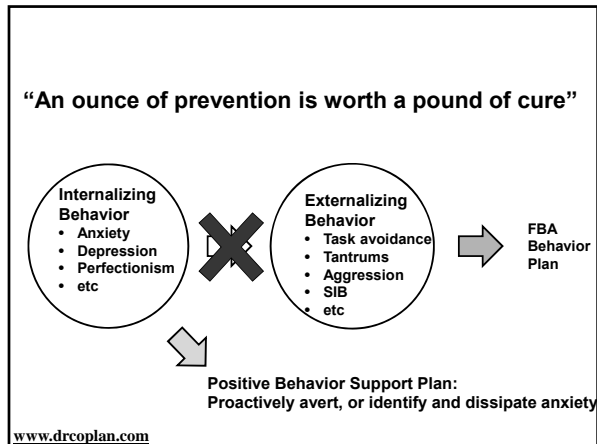 “An ounce of prevention is worth a pound of cure”
Internalizing
Behavior
• Anxiety
• Depression
• Perfectionism
• etc
Externalizing
Behavior
• Task avoidance
• Tantrums
• Aggression
• SIB
• etc
FBA
Behavior
Plan
Positive Behavior Support Plan:
Proactively avert, or identify and dissipate anxiety
www.drcoplan.com